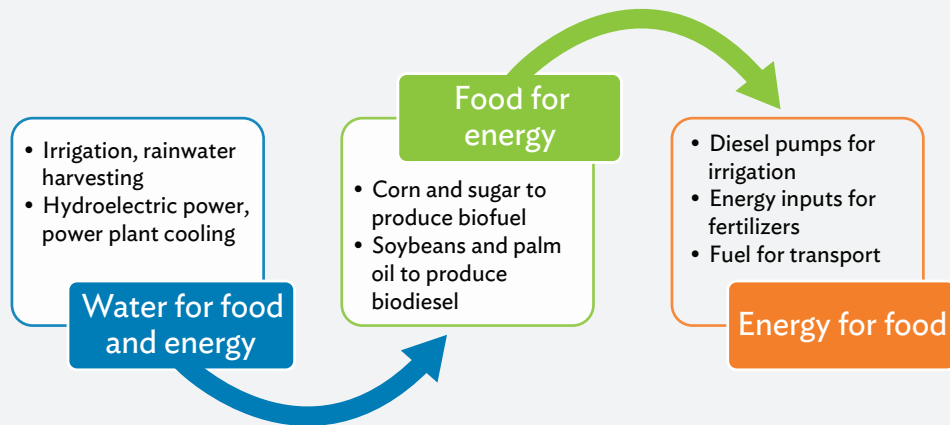 • Irrigation, rainwater
harvesting
• Hydroelectric power,
power plant cooling
Water for food
and energy
Food for
energy
• Corn and sugar to
produce biofuel
• Soybeans and palm
oil to produce
biodiesel
• Diesel pumps for
irrigation
• Energy inputs for
fertilizers
• Fuel for transport
Energy for food